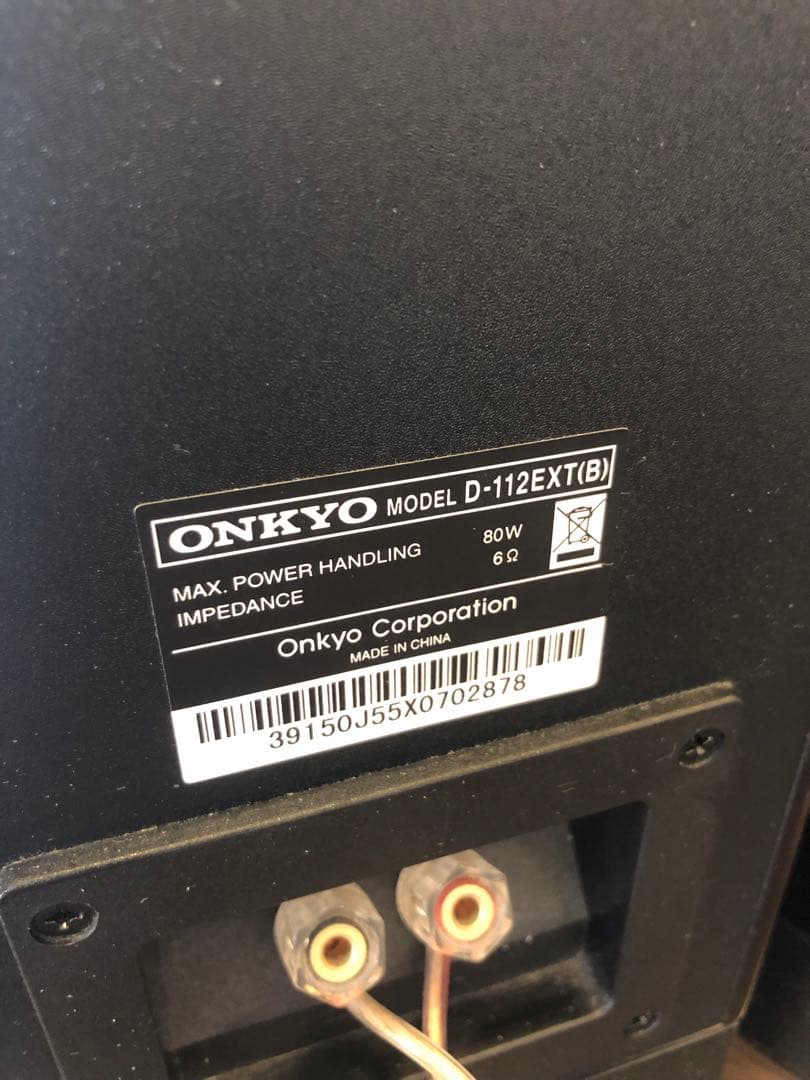 ONKYO MODEL D-112EXT(B)
MAX. POWER HANDLING 80W
IMPEDANCE 6Ω
Onkyo Corporation
MADE IN CHINA
39150J55X0702878